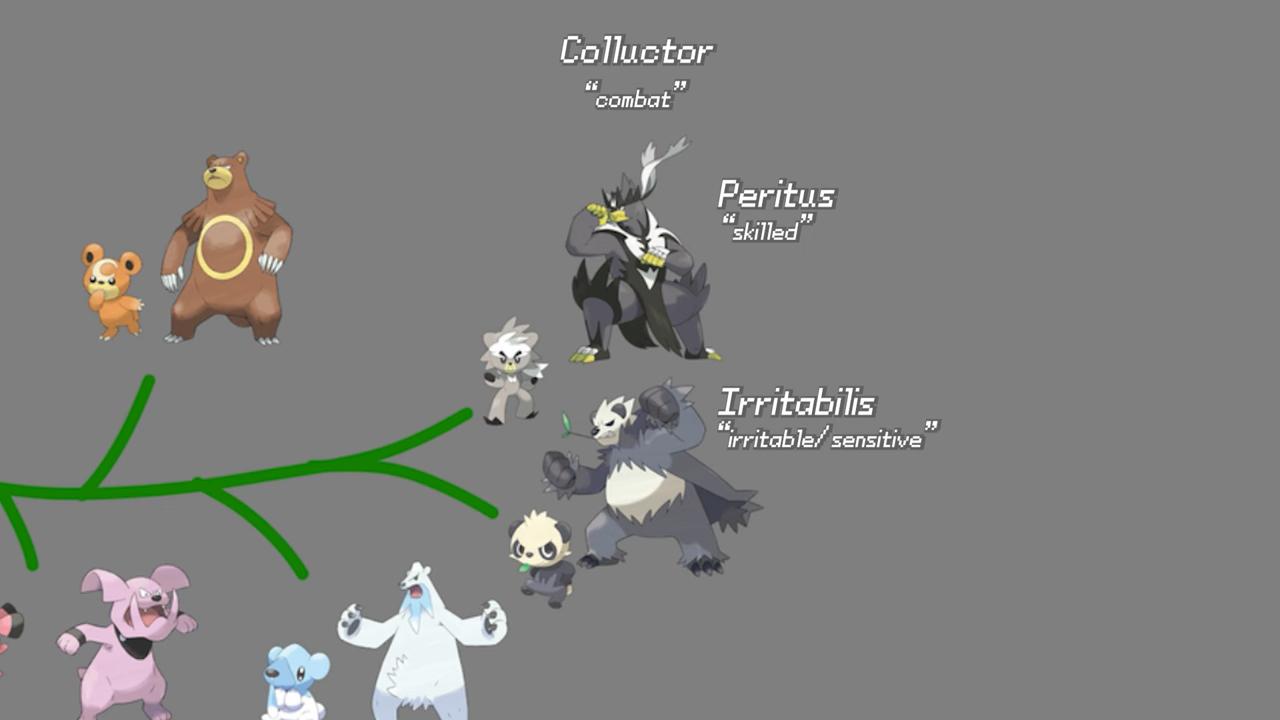 Colluctor
“combat”
Peritus
“skilled”
Irritabilis
“irritable/ sensitive”